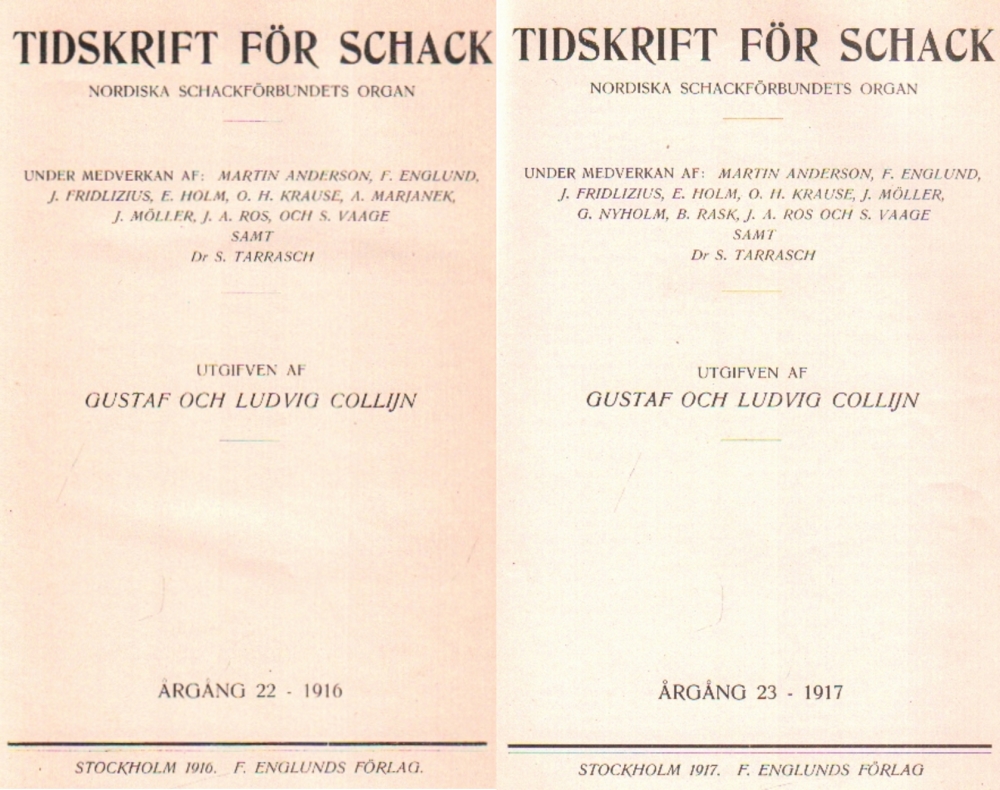 TIDSKRIFT FÖR SCHACK
NORDISKA SCHACKFÖRBUNDETS ORGAN
UNDER MEDVERKAN AF: MARTIN ANDERSON, F. ENGLUND,
J. FRIDLIZIUS, E. HOLM, O. H. KRAUSE, A. MARJANEK,
J. MÖLLER, J. A. ROS, OCH S. VAAGE
SAMT
Dr S. TARRASCH
UTGIFVEN AF
GUSTAF OCH LUDVIG COLLIJN
ÅRGÅNG 22 - 1916
STOCKHOLM 1916. F. ENGLUNDS FÖRLAG.
TIDSKRIFT FÖR SCHACK
NORDISKA SCHACKFÖRBUNDETS ORGAN
UNDER MEDVERKAN AF: MARTIN ANDERSON, F. ENGLUND,
J. FRIDLIZIUS, E. HOLM, O. H. KRAUSE, J. MÖLLER,
G. NYHOLM, B. RASK, J. A. ROS OCH S. VAAGE
SAMT
Dr S. TARRASCH
UTGIFVEN AF
GUSTAF OCH LUDVIG COLLIJN
ÅRGÅNG 23 - 1917
STOCKHOLM 1917. F. ENGLUNDS FÖRLAG